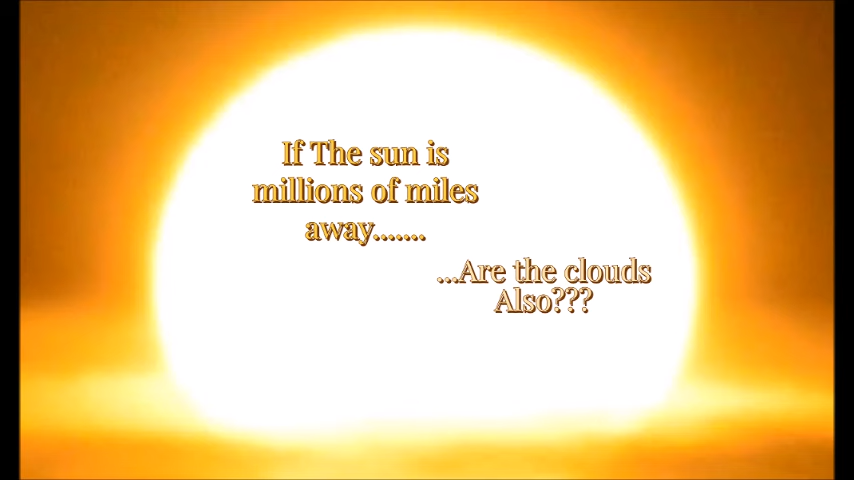 If The sun is
millions of miles
away.......
...Are the clouds
Also???